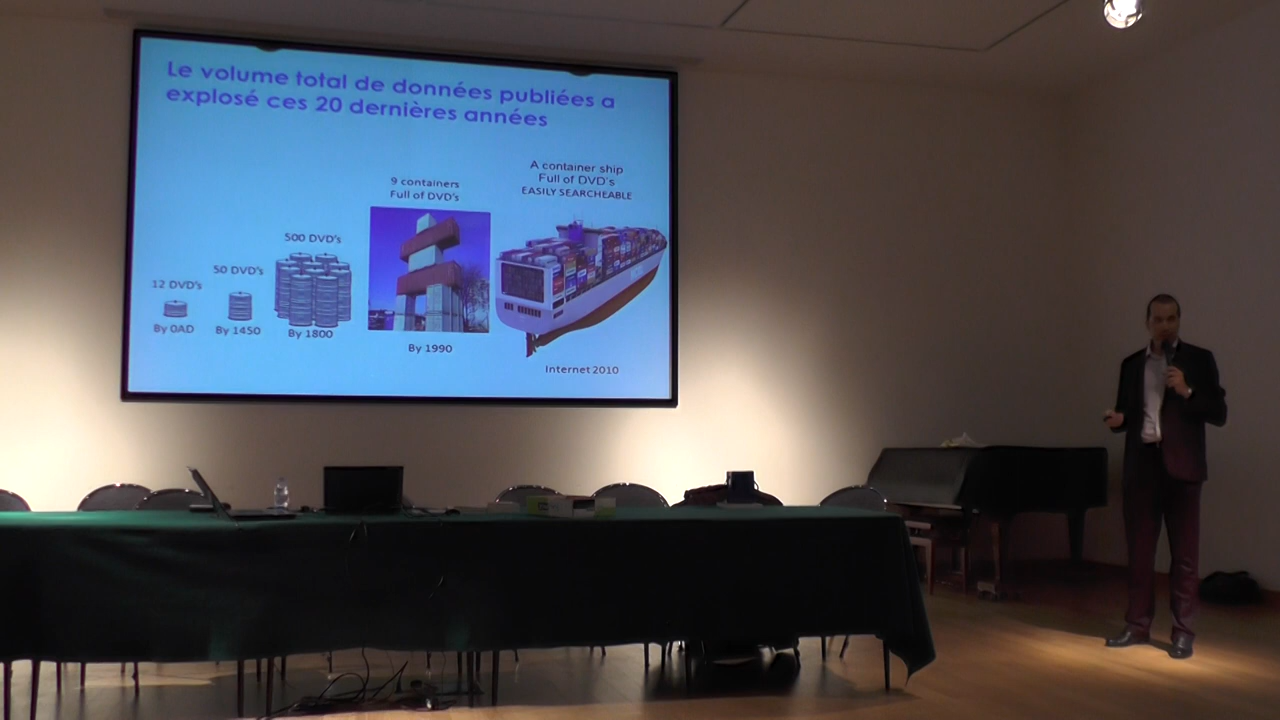 Le volume total de données publiées a
explosé ces 20 dernières années
12 DVD's
By 0AD
50 DVD's
By 1450
500 DVD's
By 1800
9 containers
Full of DVD's
By 1990
A container ship
Full of DVD's
EASILY SEARCHEABLE
Internet 2010